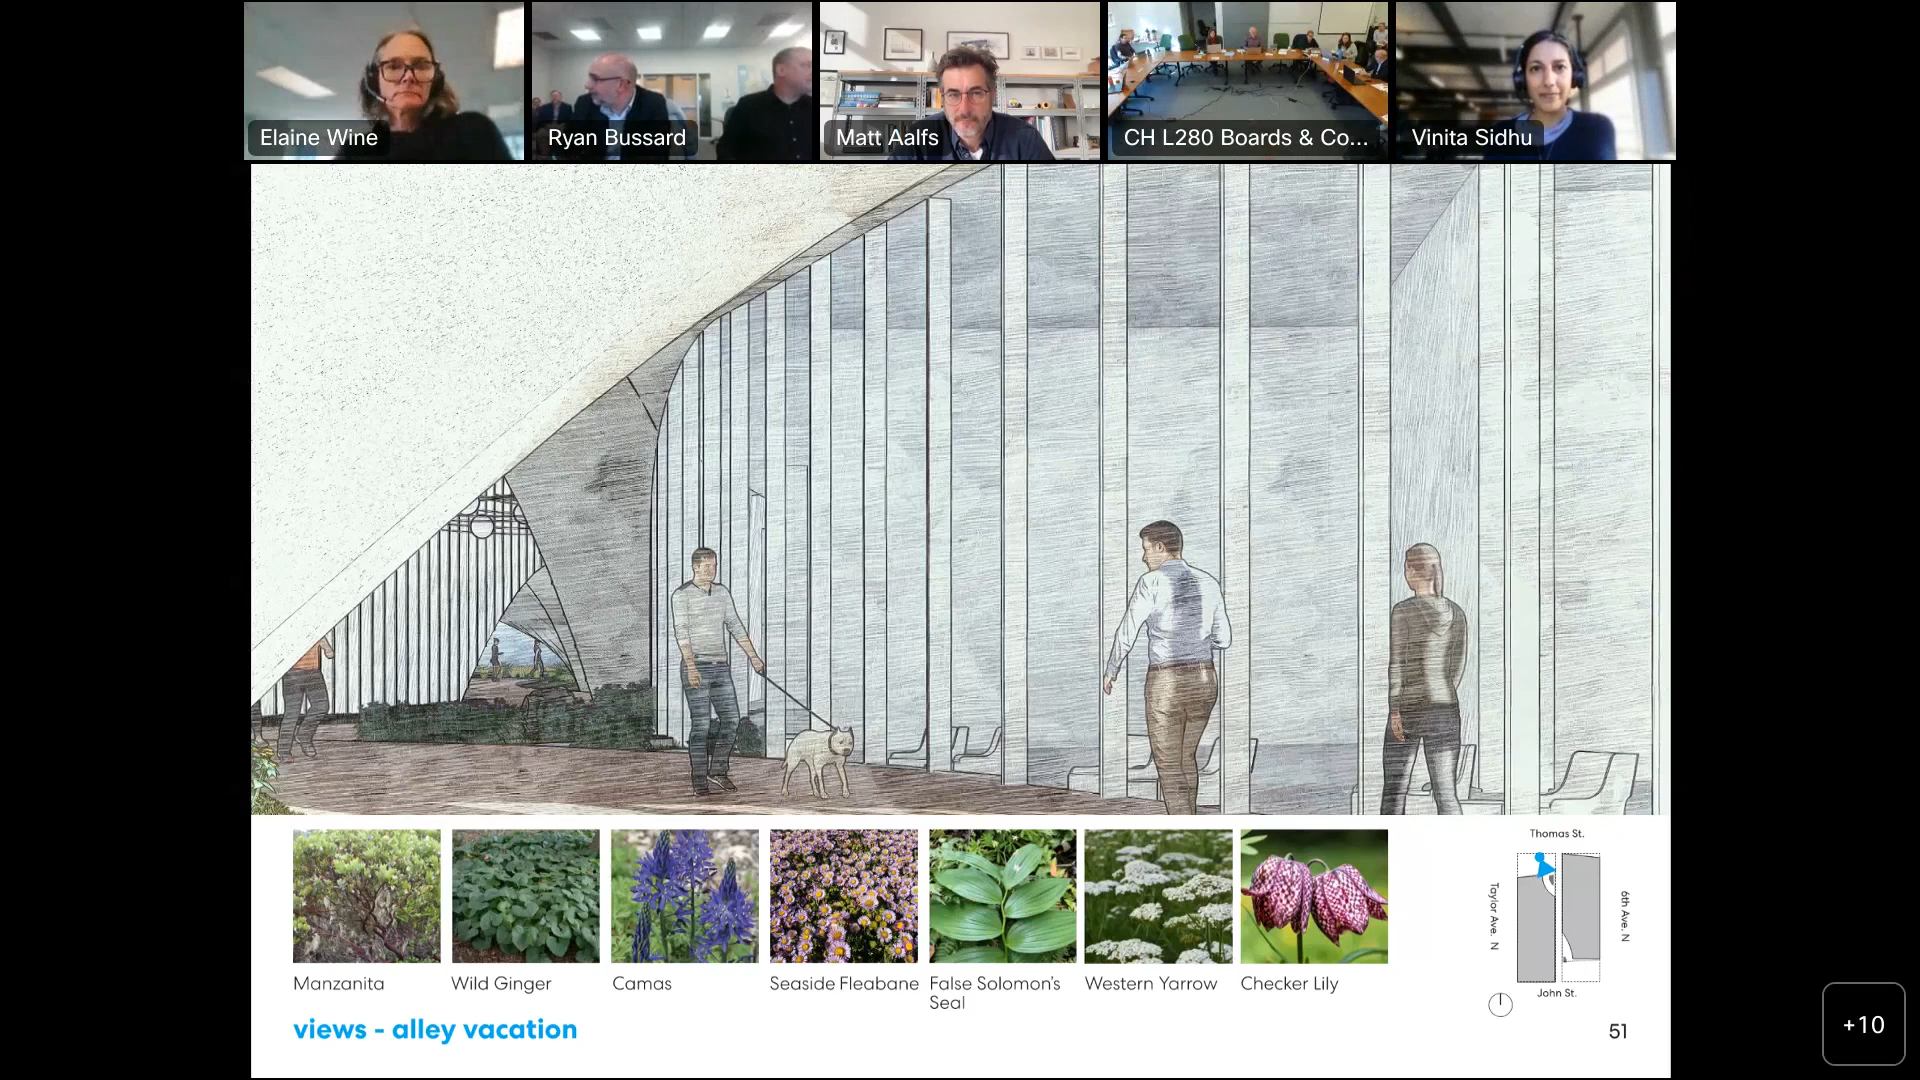 Elaine Wine
Ryan Bussard
Matt Aalfs
CH L280 Boards & Co...
Vinita Sidhu
Manzanita
Wild Ginger
Camas
Seaside Fleabane
False Solomon's
Seal
Western Yarrow
Checker Lily
Thomas St.
Taylor Ave. N
6th Ave. N
John St.
views - alley vacation
51
+10